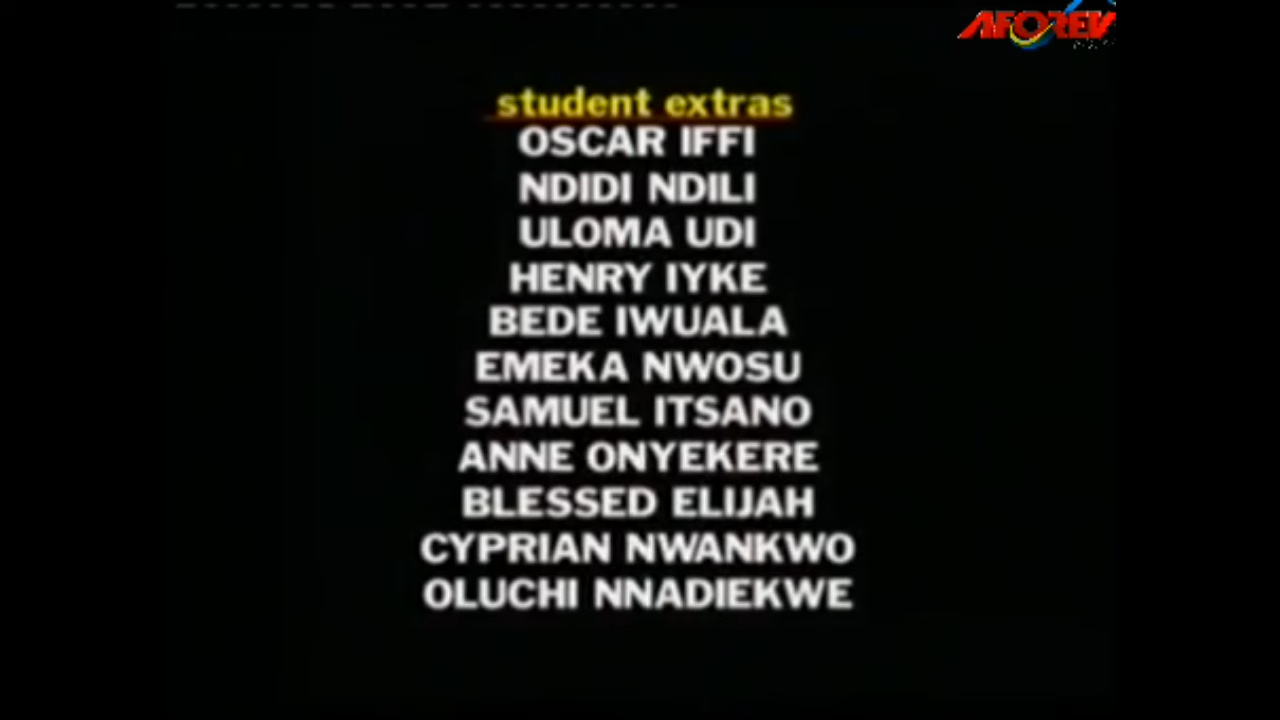 AFOREV
student extras
OSCAR IFFI
NDIDI NDILI
ULOMA UDI
HENRY IYKE
BEDE IWUALA
EMEKA NWOSU
SAMUEL ITSANO
ANNE ONYEKERE
BLESSED ELIJAH
CYPRIAN NWANKWO
OLUCHI NNADIEKWE